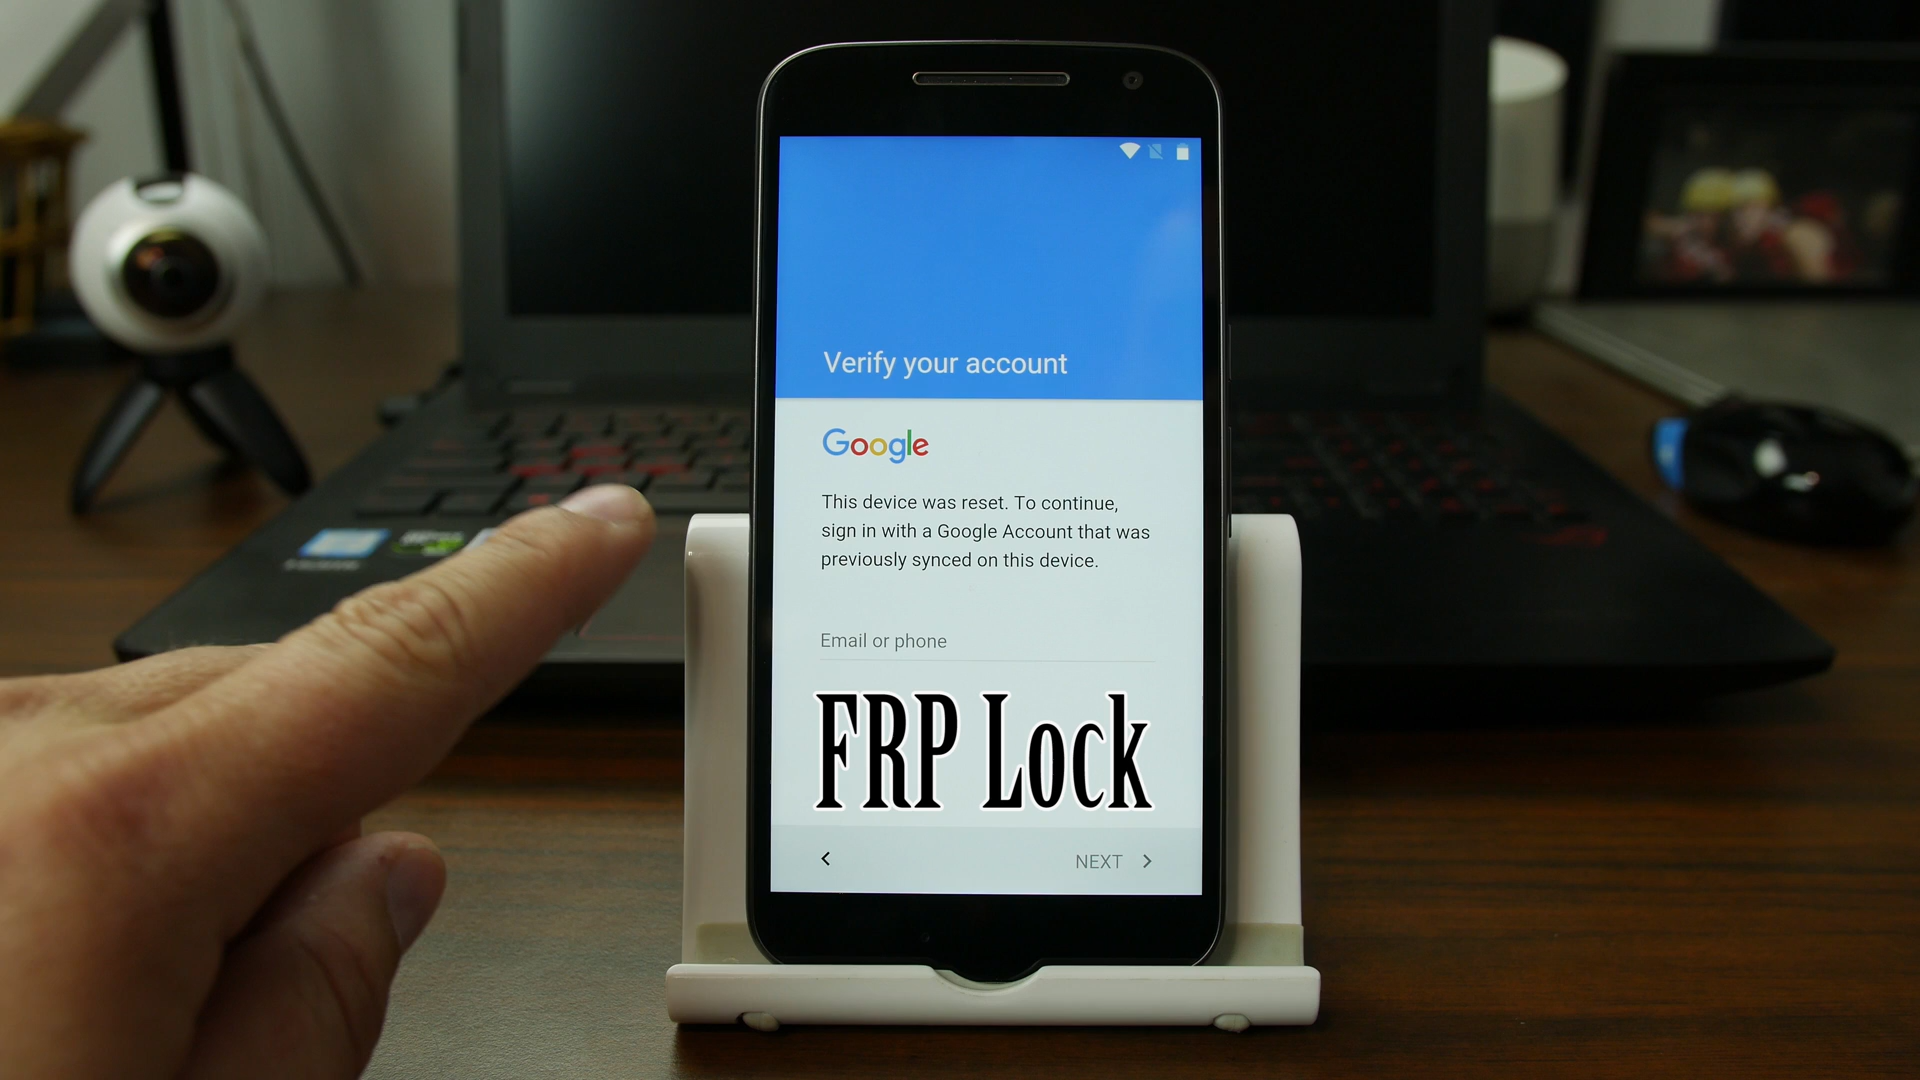 Verify your account
Google
This device was reset. To continue,
sign in with a Google Account that was
previously synced on this device.
Email or phone
FRP Lock
NEXT